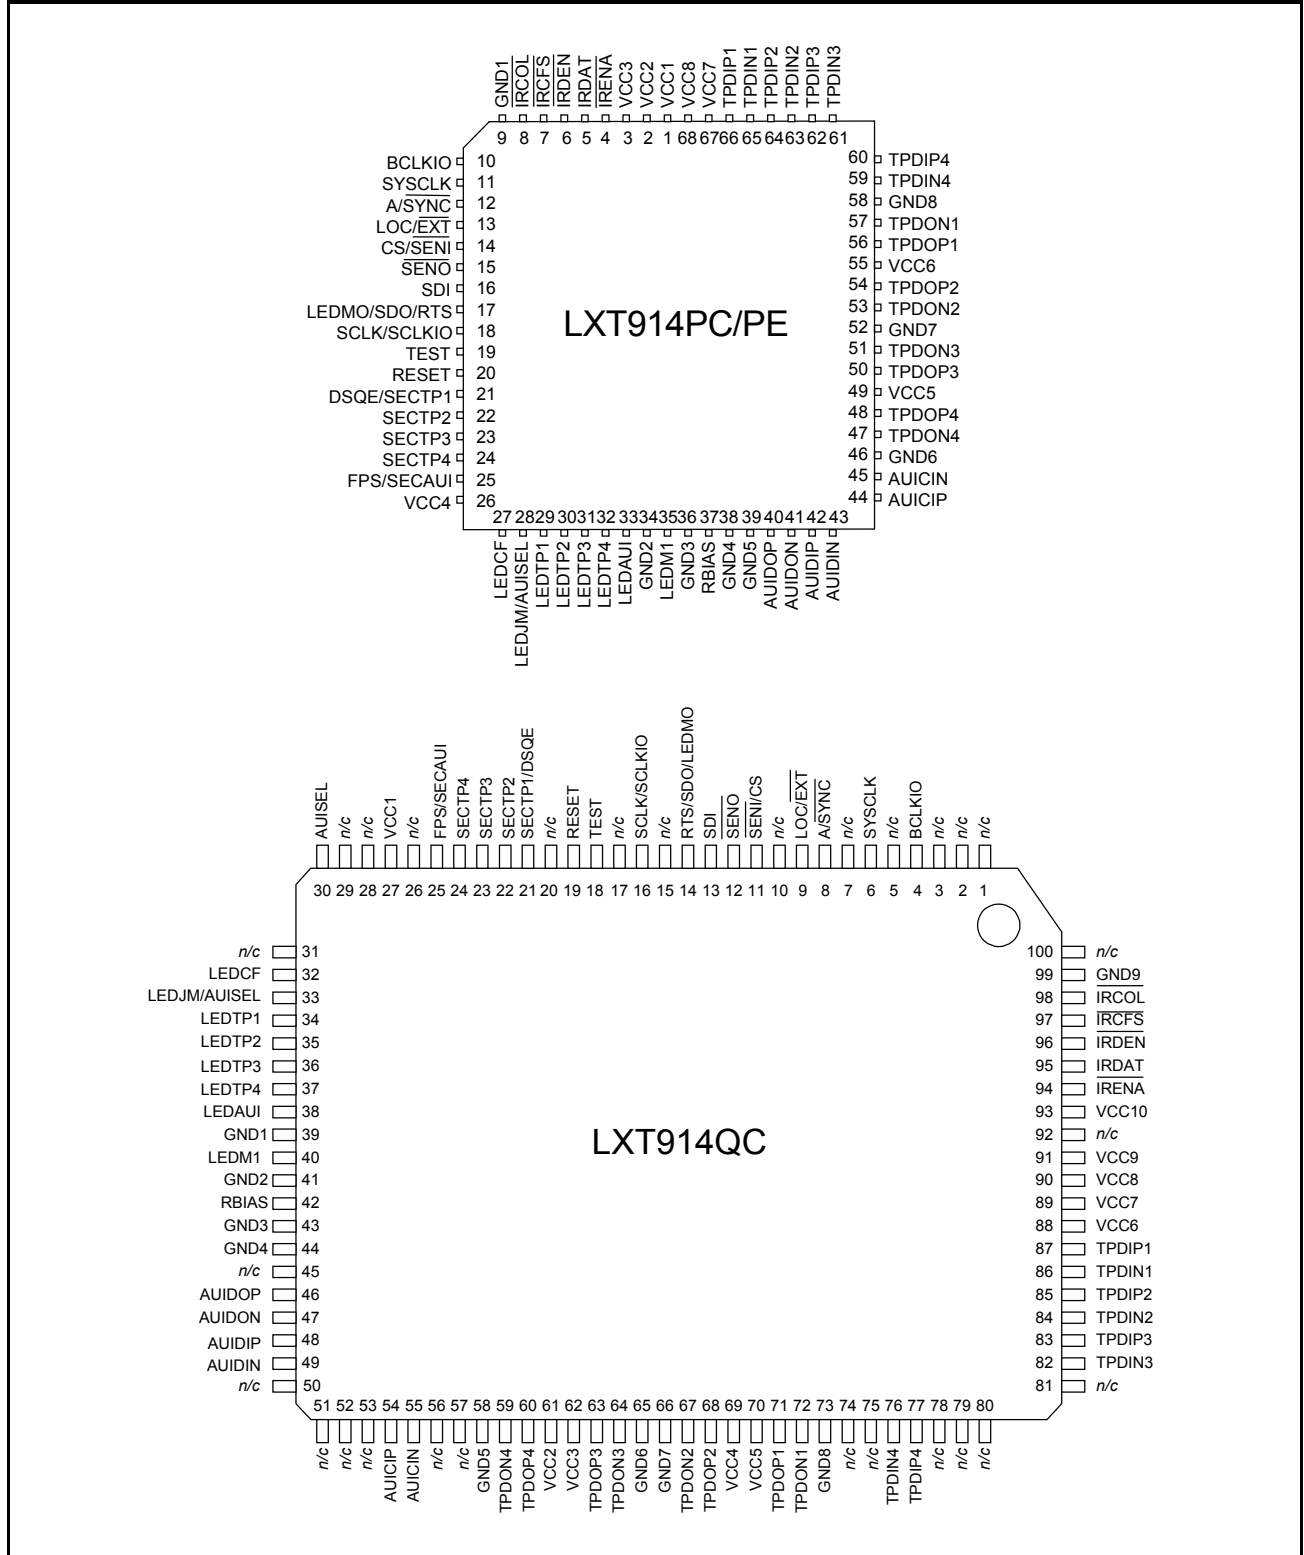 GND1
IRCOL
IRCFS
IRDEN
IRDAT
IRENA
VCC3
VCC2
VCC1
VCC8
VCC7
TPDIP1
TPDIN1
TPDIP2
TPDIN2
TPDIP3
TPDIN3
9 8 7 6 5 4 3 2 1 68 67 66 65 64 63 62 61
BCLKIO 10
SYSCLK 11
A/SYNC 12
LOC/EXT 13
CS/SENI 14
SENO 15
SDI 16
LEDMO/SDO/RTS 17
SCLK/SCLKIO 18
TEST 19
RESET 20
DSQE/SECTP1 21
SECTP2 22
SECTP3 23
SECTP4 24
FPS/SECAUI 25
VCC4 26
LXT914PC/PE
60 TPDIP4
59 TPDIN4
58 GND8
57 TPDON1
56 TPDOP1
55 VCC6
54 TPDOP2
53 TPDON2
52 GND7
51 TPDON3
50 TPDOP3
49 VCC5
48 TPDOP4
47 TPDON4
46 GND6
45 AUICIN
44 AUICIP
27 28 29 30 31 32 33 34 35 36 37 38 39 40 41 42 43
LEDCF
LEDJM/AUISEL
LEDTP1
LEDTP2
LEDTP3
LEDTP4
LEDAUI
GND2
LEDM1
GND3
RBIAS
GND4
GND5
AUIDOP
AUIDON
AUIDIP
AUIDIN
AUISEL
n/c
n/c
VCC1
n/c
FPS/SECAUI
SECTP4
SECTP3
SECTP2
SECTP1/DSQE
n/c
RESET
TEST
n/c
SCLK/SCLKIO
n/c
RTS/SDO/LEDMO
SDI
SENO
SENI/CS
n/c
LOC/EXT
A/SYNC
n/c
SYSCLK
n/c
BCLKIO
n/c
n/c
n/c
30 29 28 27 26 25 24 23 22 21 20 19 18 17 16 15 14 13 12 11 10 9 8 7 6 5 4 3 2 1
n/c 31
LEDCF 32
LEDJM/AUISEL 33
LEDTP1 34
LEDTP2 35
LEDTP3 36
LEDTP4 37
LEDAUI 38
GND1 39
LEDM1 40
GND2 41
RBIAS 42
GND3 43
GND4 44
n/c 45
AUIDOP 46
AUIDON 47
AUIDIP 48
AUIDIN 49
n/c 50
LXT914QC
100 n/c
99 GND9
98 IRCOL
97 IRCFS
96 IRDEN
95 IRDAT
94 IRENA
93 VCC10
92 n/c
91 VCC9
90 VCC8
89 VCC7
88 VCC6
87 TPDIP1
86 TPDIN1
85 TPDIP2
84 TPDIN2
83 TPDIP3
82 TPDIN3
81 n/c
51 52 53 54 55 56 57 58 59 60 61 62 63 64 65 66 67 68 69 70 71 72 73 74 75 76 77 78 79 80
n/c
n/c
n/c
AUICIP
AUICIN
n/c
n/c
GND5
TPDON4
TPDOP4
VCC2
VCC3
TPDOP3
TPDON3
GND6
GND7
TPDON2
TPDOP2
VCC4
VCC5
TPDOP1
TPDON1
GND8
n/c
n/c
TPDIN4
TPDIP4
n/c
n/c
n/c